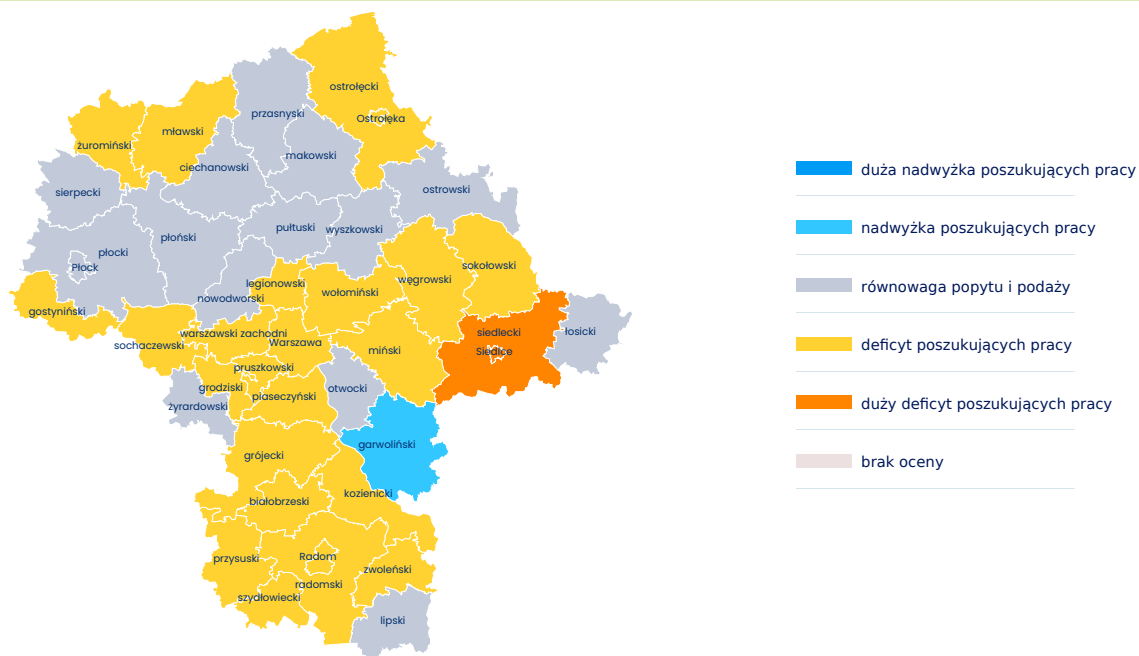 ostrołęcki
Ostrołęka
przasnyski
mławski
żuromiński
makowski
ciechanowski
sierpecki
ostrowski
pułtuski
wyszkowski
płoński
płocki
Płock
sokołowski
węgrowski
legionowski
wołomiński
nowodworski
gostyniński
siedlecki
łosicki
warszawski zachodni
Warszawa
sochaczewski
miński
Siedlce
pruszkowski
grodziski
otwocki
piaseczyński
żyrardowski
garwoliński
grójecki
kozienicki
białobrzeski
przysuski
Radom
zwoleński
radomski
szydłowiecki
lipski
duża nadwyżka poszukujących pracy
nadwyżka poszukujących pracy
równowaga popytu i podaży
deficyt poszukujących pracy
duży deficyt poszukujących pracy
brak oceny